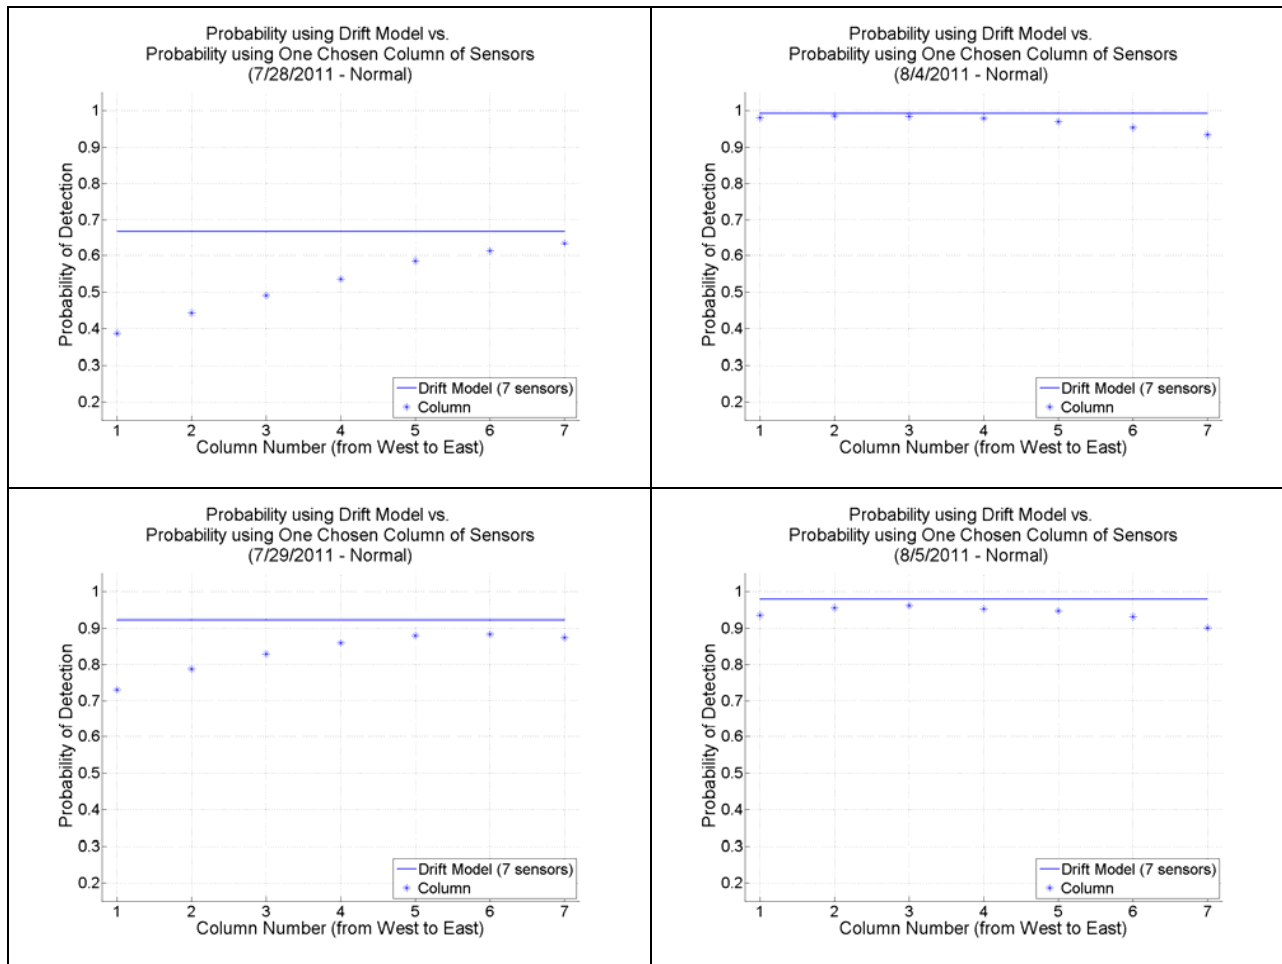 Probability using Drift Model vs.
Probability using One Chosen Column of Sensors
(7/28/2011 - Normal)
1
0.9
0.8
0.7
0.6
0.5
0.4
0.3
0.2
Probability of Detection
Drift Model (7 sensors)
Column
1 2 3 4 5 6 7
Column Number (from West to East)
Probability using Drift Model vs.
Probability using One Chosen Column of Sensors
(8/4/2011 - Normal)
1
0.9
0.8
0.7
0.6
0.5
0.4
0.3
0.2
Probability of Detection
Drift Model (7 sensors)
Column
1 2 3 4 5 6 7
Column Number (from West to East)
Probability using Drift Model vs.
Probability using One Chosen Column of Sensors
(7/29/2011 - Normal)
1
0.9
0.8
0.7
0.6
0.5
0.4
0.3
0.2
Probability of Detection
Drift Model (7 sensors)
Column
1 2 3 4 5 6 7
Column Number (from West to East)
Probability using Drift Model vs.
Probability using One Chosen Column of Sensors
(8/5/2011 - Normal)
1
0.9
0.8
0.7
0.6
0.5
0.4
0.3
0.2
Probability of Detection
Drift Model (7 sensors)
Column
1 2 3 4 5 6 7
Column Number (from West to East)